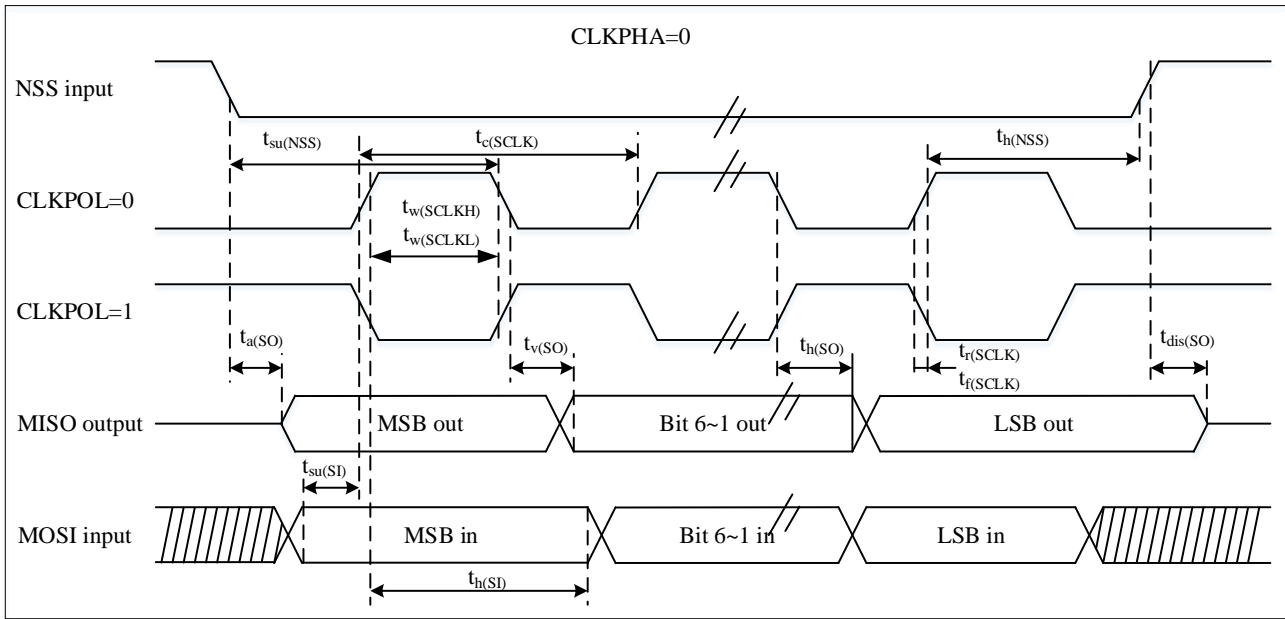 CLKPHA=0
NSS input
tsu(NSS)
tc(SCLK)
th(NSS)
CLKPOL=0
tw(SCLKH)
tw(SCLKL)
CLKPOL=1
ta(SO)
tv(SO)
th(SO)
tr(SCLK)
tf(SCLK)
tdis(SO)
MISO output
MSB out
Bit 6~1 out
LSB out
tsu(SI)
MOSI input
MSB in
Bit 6~1 in
LSB in
th(SI)